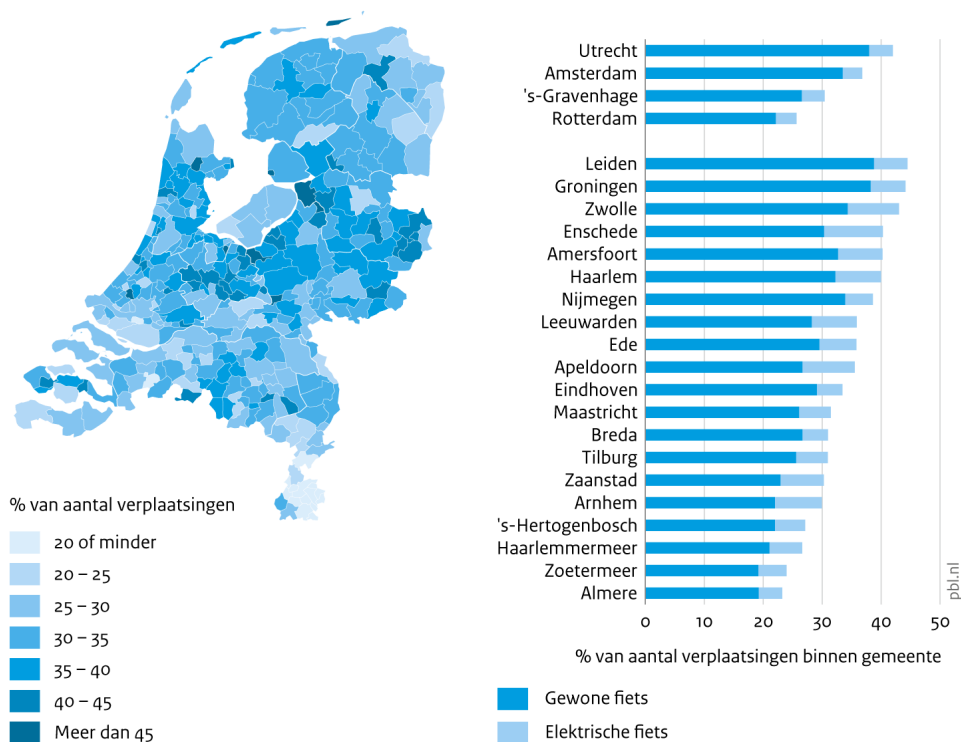 % van aantal verplaatsingen
20 of minder
20 – 25
25 – 30
30 – 35
35 – 40
40 – 45
Meer dan 45
Utrecht
Amsterdam
's-Gravenhage
Rotterdam
Leiden
Groningen
Zwolle
Enschede
Amersfoort
Haarlem
Nijmegen
Leeuwarden
Ede
Apeldoorn
Eindhoven
Maastricht
Breda
Tilburg
Zaanstad
Arnhem
's-Hertogenbosch
Haarlemmermeer
Zoetermeer
Almere
0 10 20 30 40 50
% van aantal verplaatsingen binnen gemeente
Gewone fiets
Elektrische fiets
pbl.nl